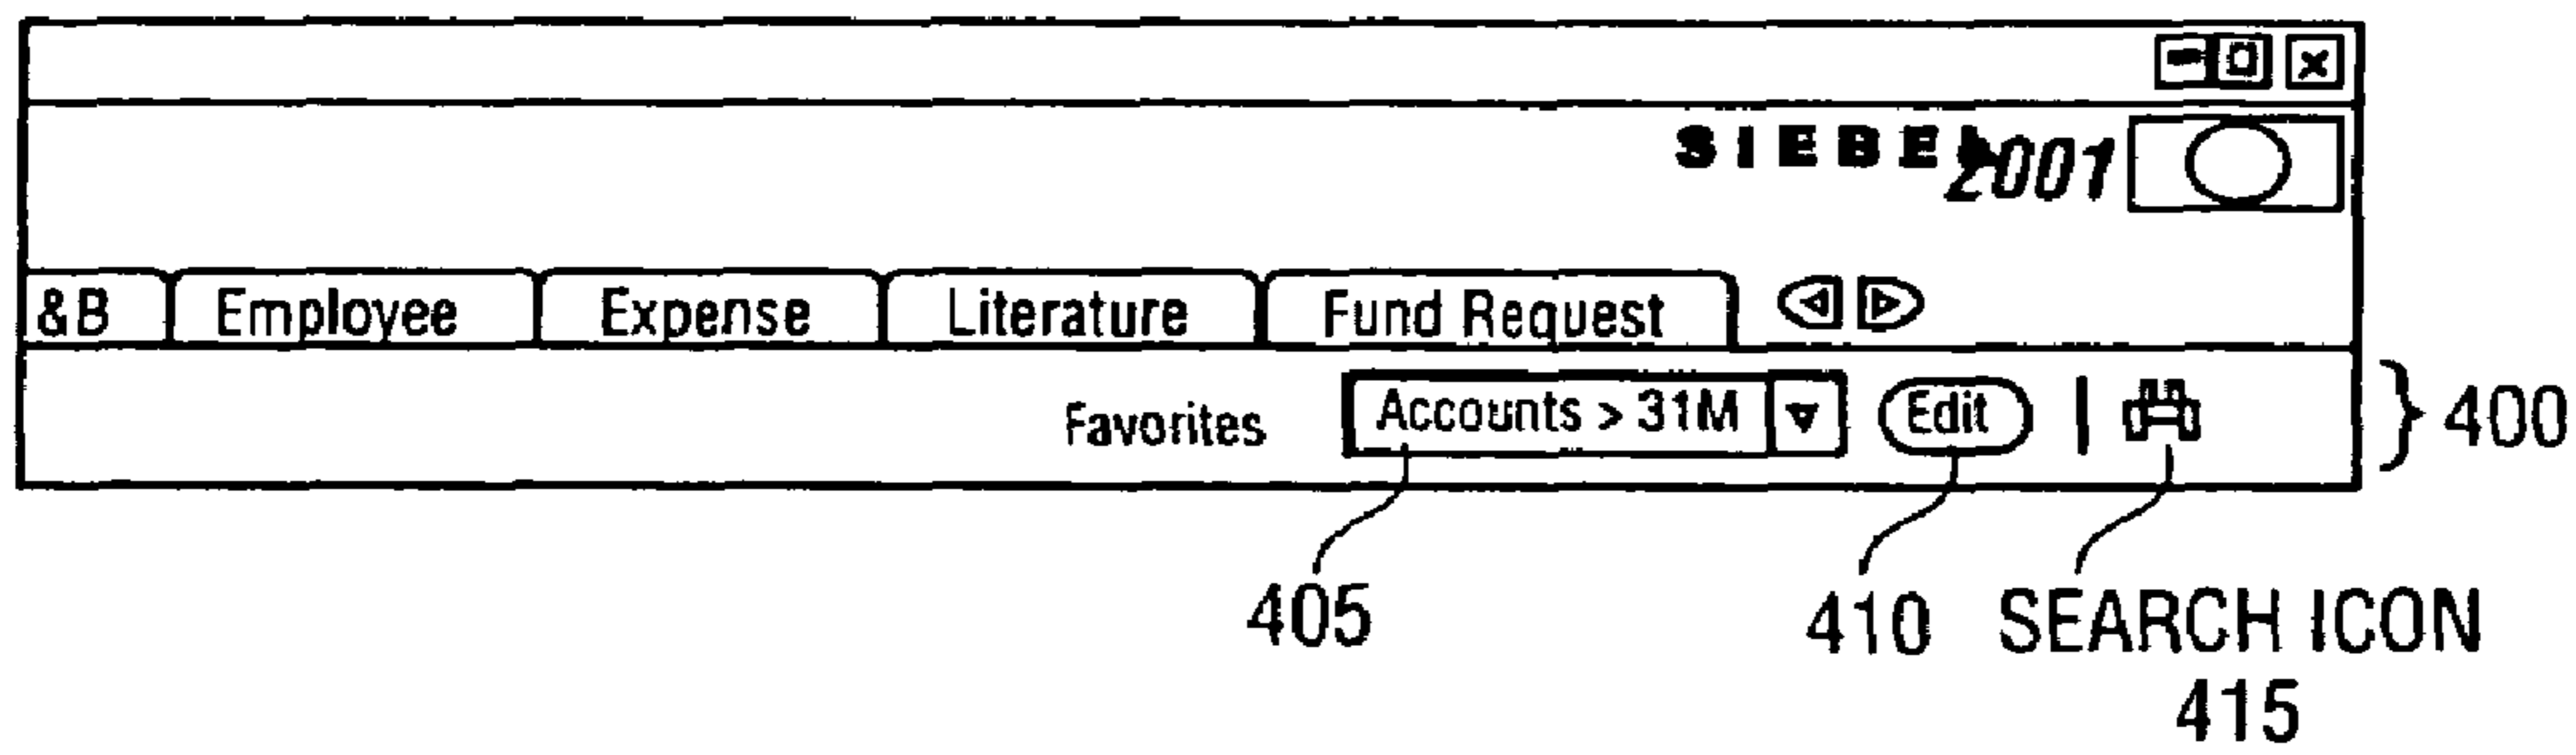 SIEBEL 2001
&B Employee Expense Literature Fund Request
Favorites Accounts > 31M Edit | 400
405 410 SEARCH ICON
415